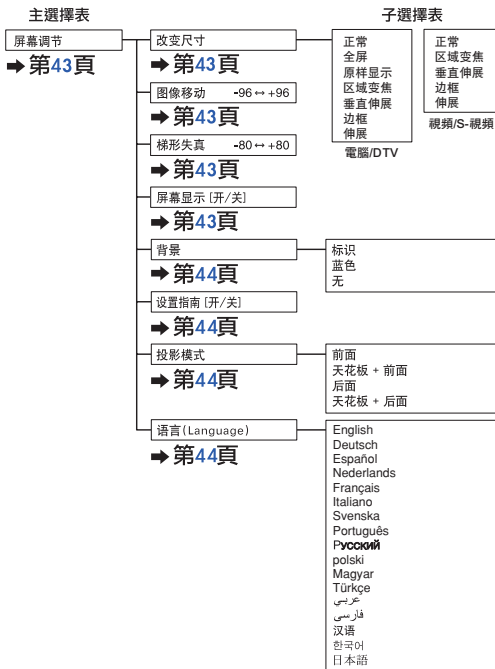 主選擇表
子選擇表
屏幕调节
➡ 第43頁
改变尺寸
➡ 第43頁
正常
全屏
原样显示
区域变焦
垂直伸展
边框
伸展
電腦/DTV
正常
区域变焦
垂直伸展
边框
伸展
視頻/S-視頻
图像移动 -96 ↔ +96
➡ 第43頁
梯形失真 -80 ↔ +80
➡ 第43頁
屏幕显示 [开/关]
➡ 第43頁
背景
➡ 第44頁
标识
蓝色
无
设置指南 [开/关]
➡ 第44頁
投影模式
➡ 第44頁
前面
天花板 + 前面
后面
天花板 + 后面
语言(Language)
➡ 第44頁
English
Deutsch
Español
Nederlands
Français
Italiano
Svenska
Português
Русский
polski
Magyar
Türkçe
عربي
فارسی
汉语
한국어
日本語